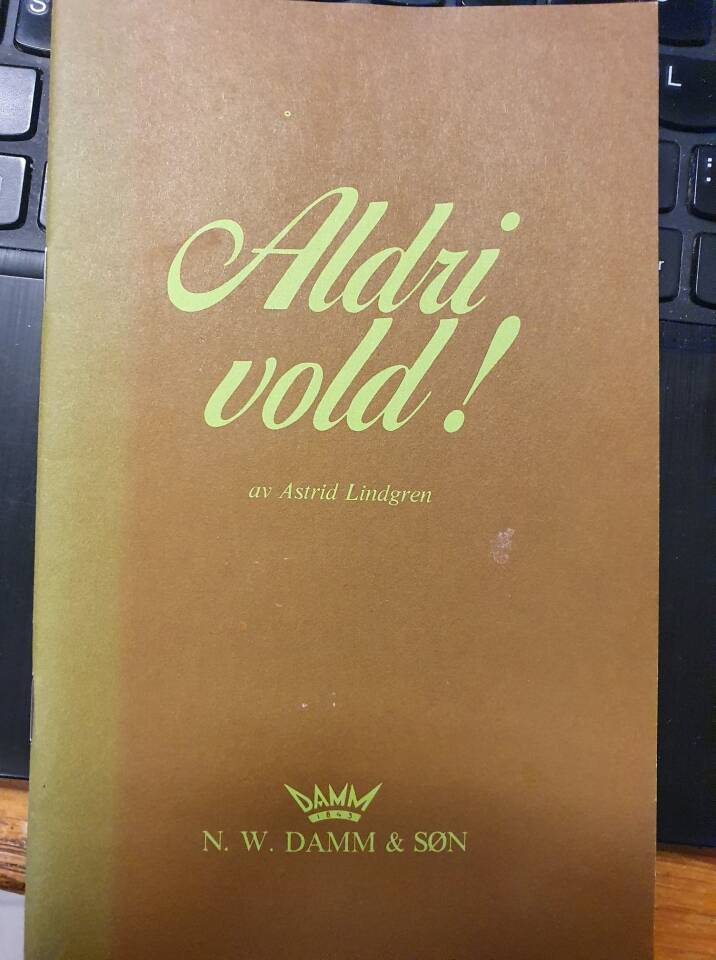 S
L
Aldri
vold!
av Astrid Lindgren
DAMM
1843
N. W. DAMM & SØN